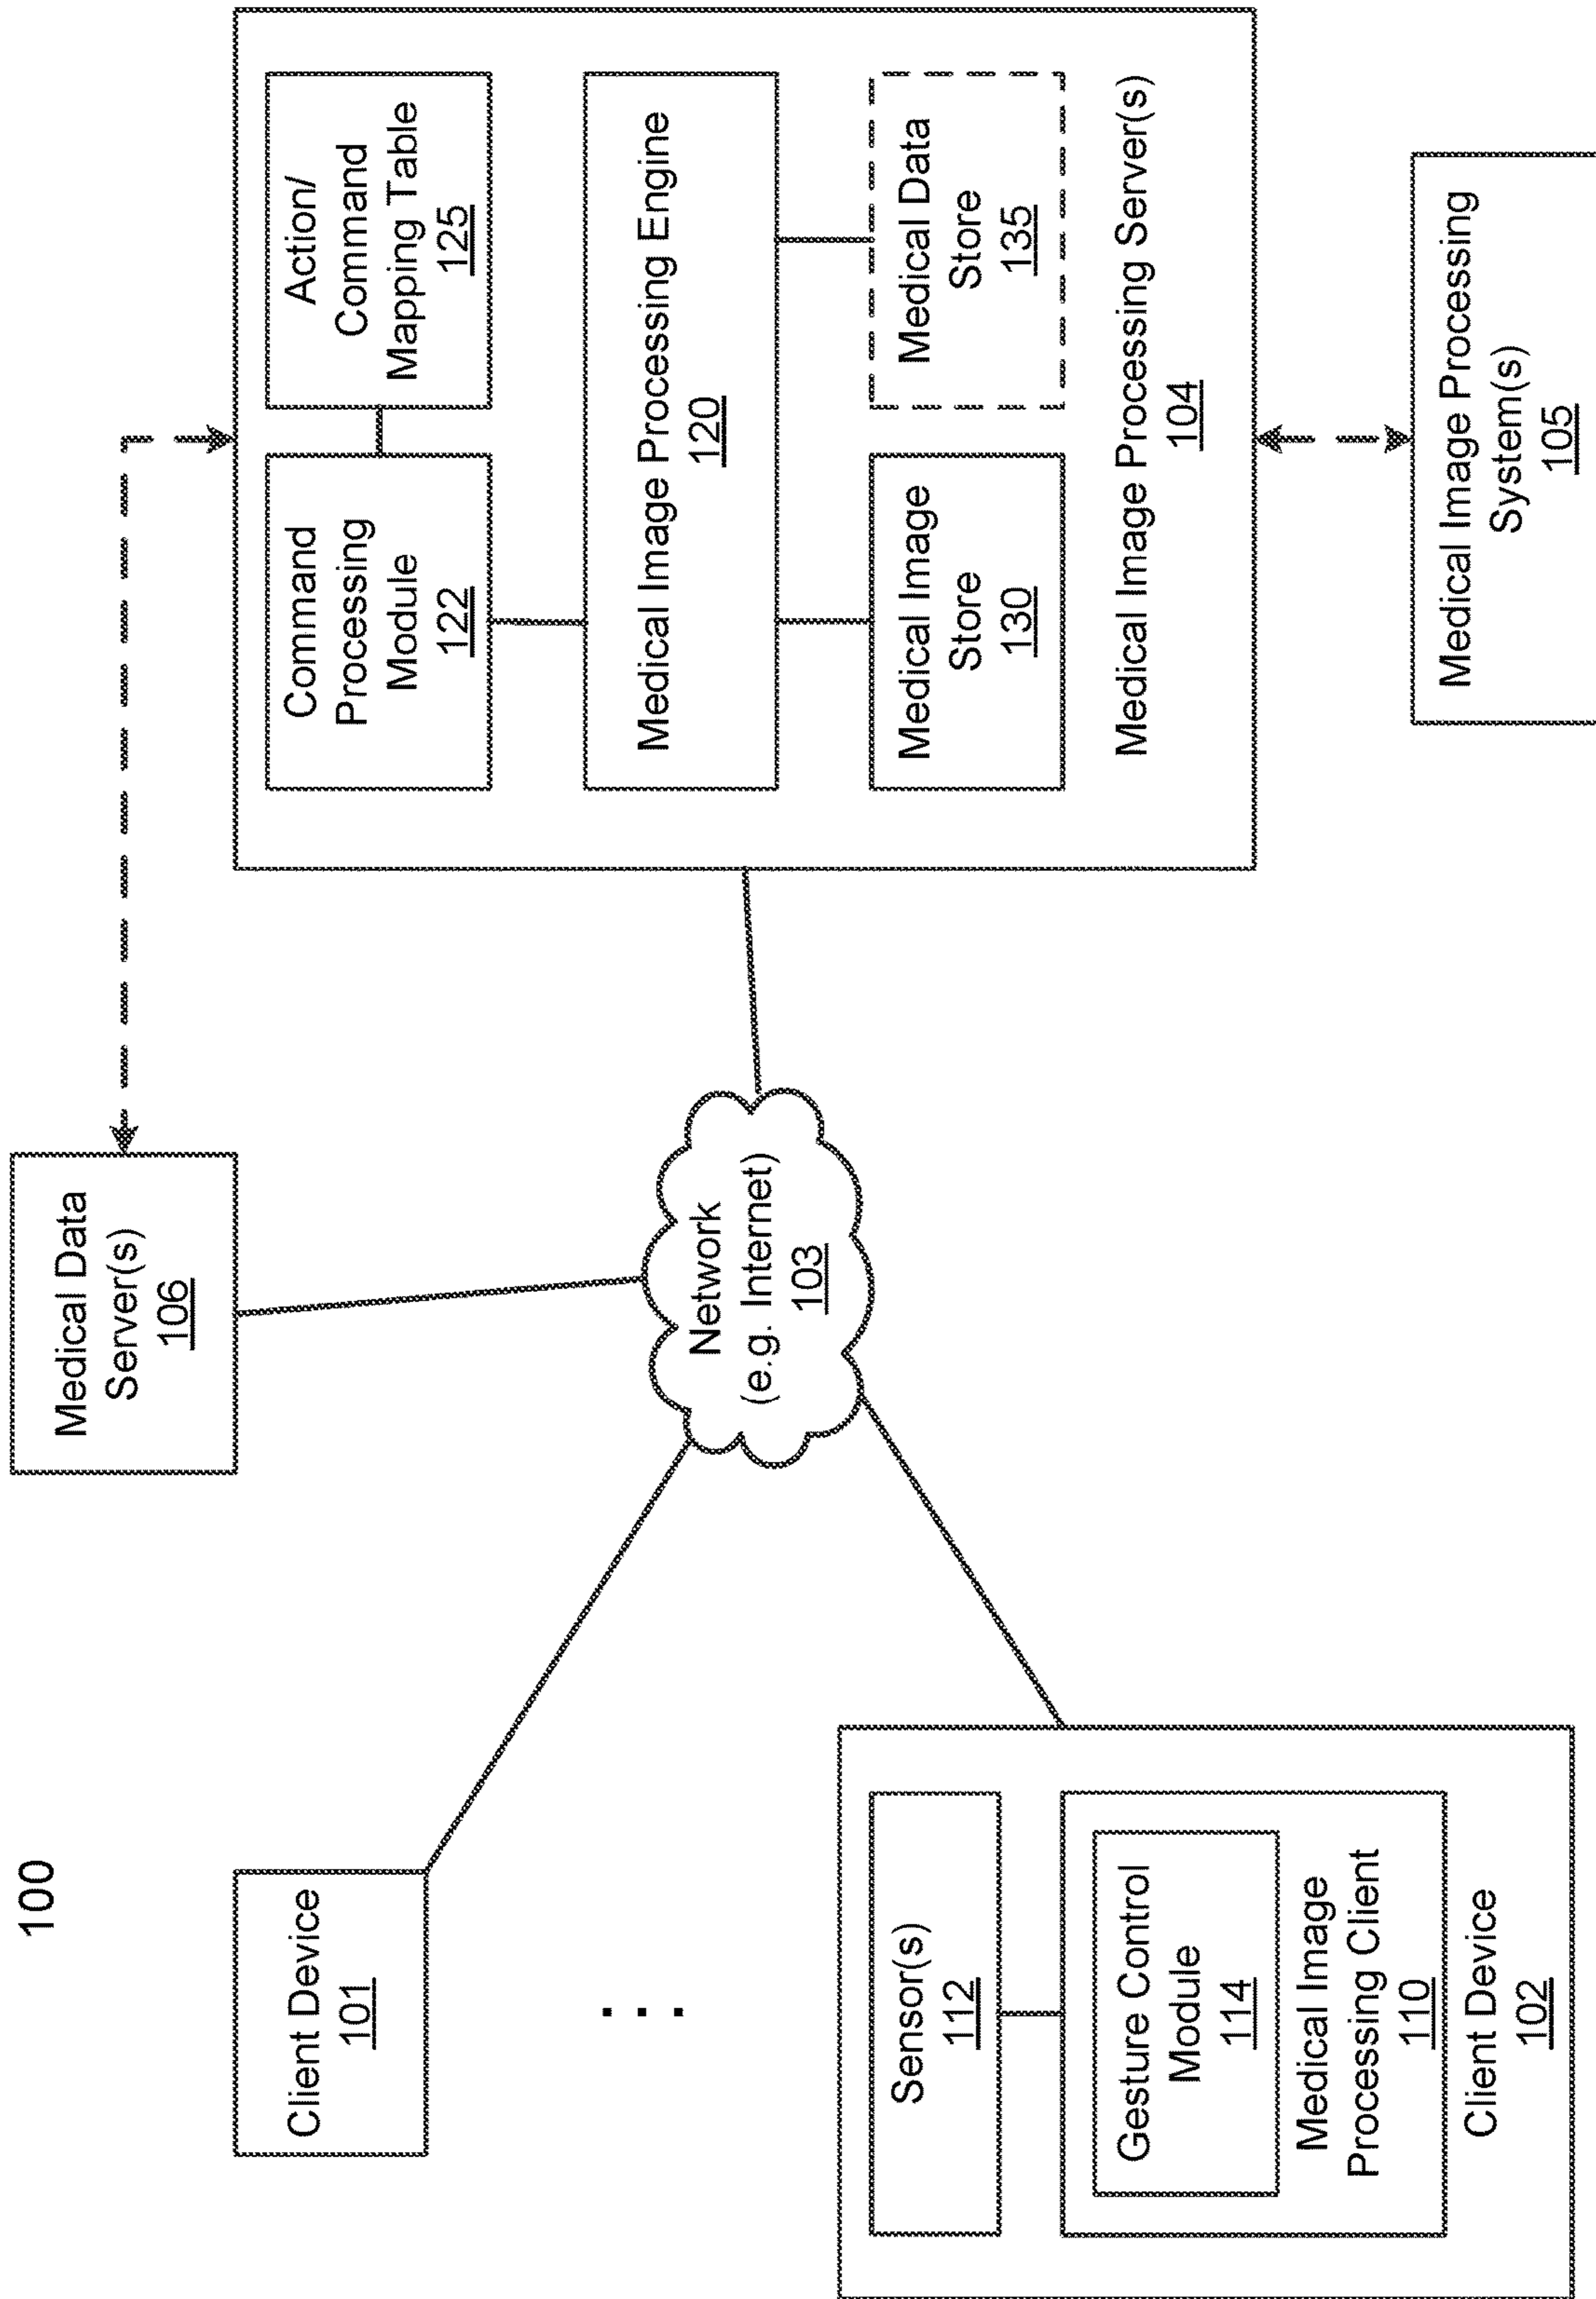 100
Client Device
101
. . .
Sensor(s)
112
Gesture Control
Module
114
Medical Image
Processing Client
110
Client Device
102
Medical Data
Server(s)
106
Network
(e.g. Internet)
103
Command
Processing
Module
122
Action/
Command
Mapping Table
125
Medical Image Processing Engine
120
Medical Image
Store
130
Medical Data
Store
135
Medical Image Processing Server(s)
104
Medical Image Processing
System(s)
105